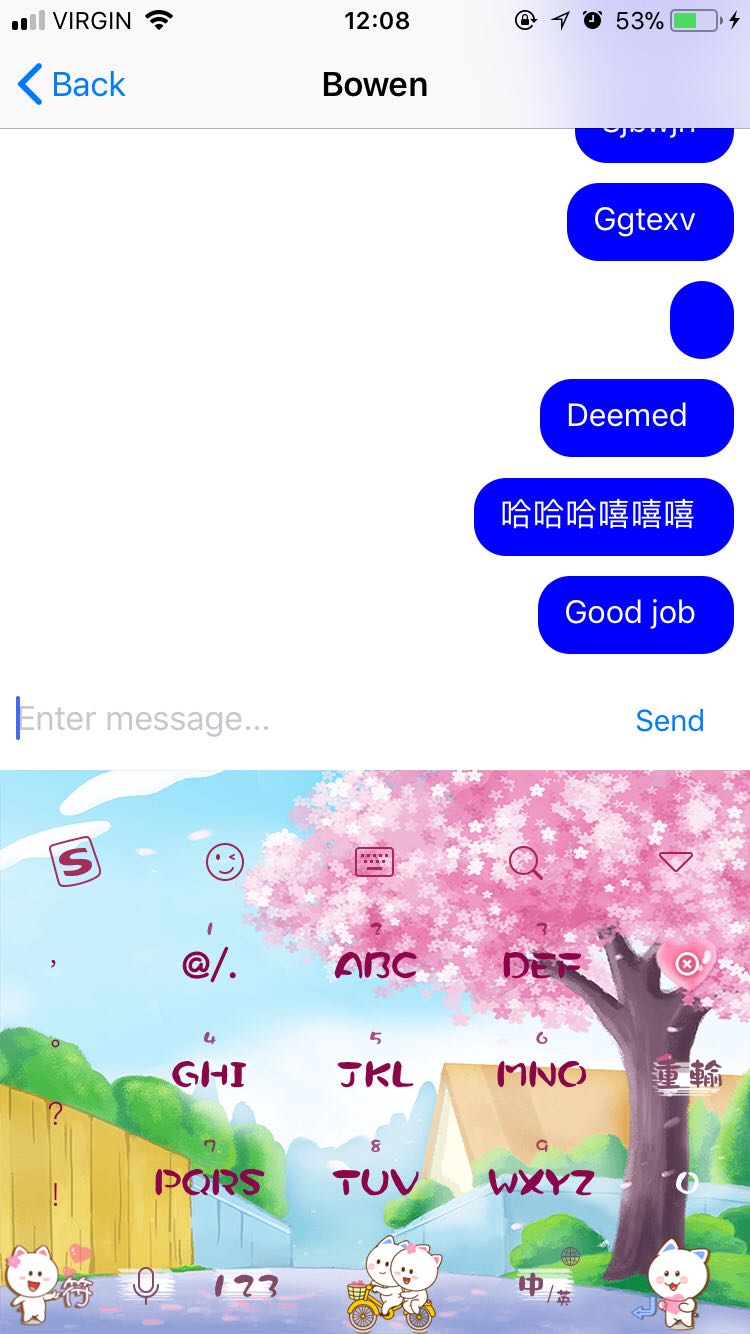 VIRGIN 12:08 53%
Back Bowen
Ggtexv
Deemed
哈哈哈嘻嘻嘻
Good job
Enter message... Send
S
1 2 3
, @/. ABC DEF
。 4 5 6
GHI JKL MNO 重輸
? 7 8 9
PQRS TUV WXYZ 0
!
符 123 中/英